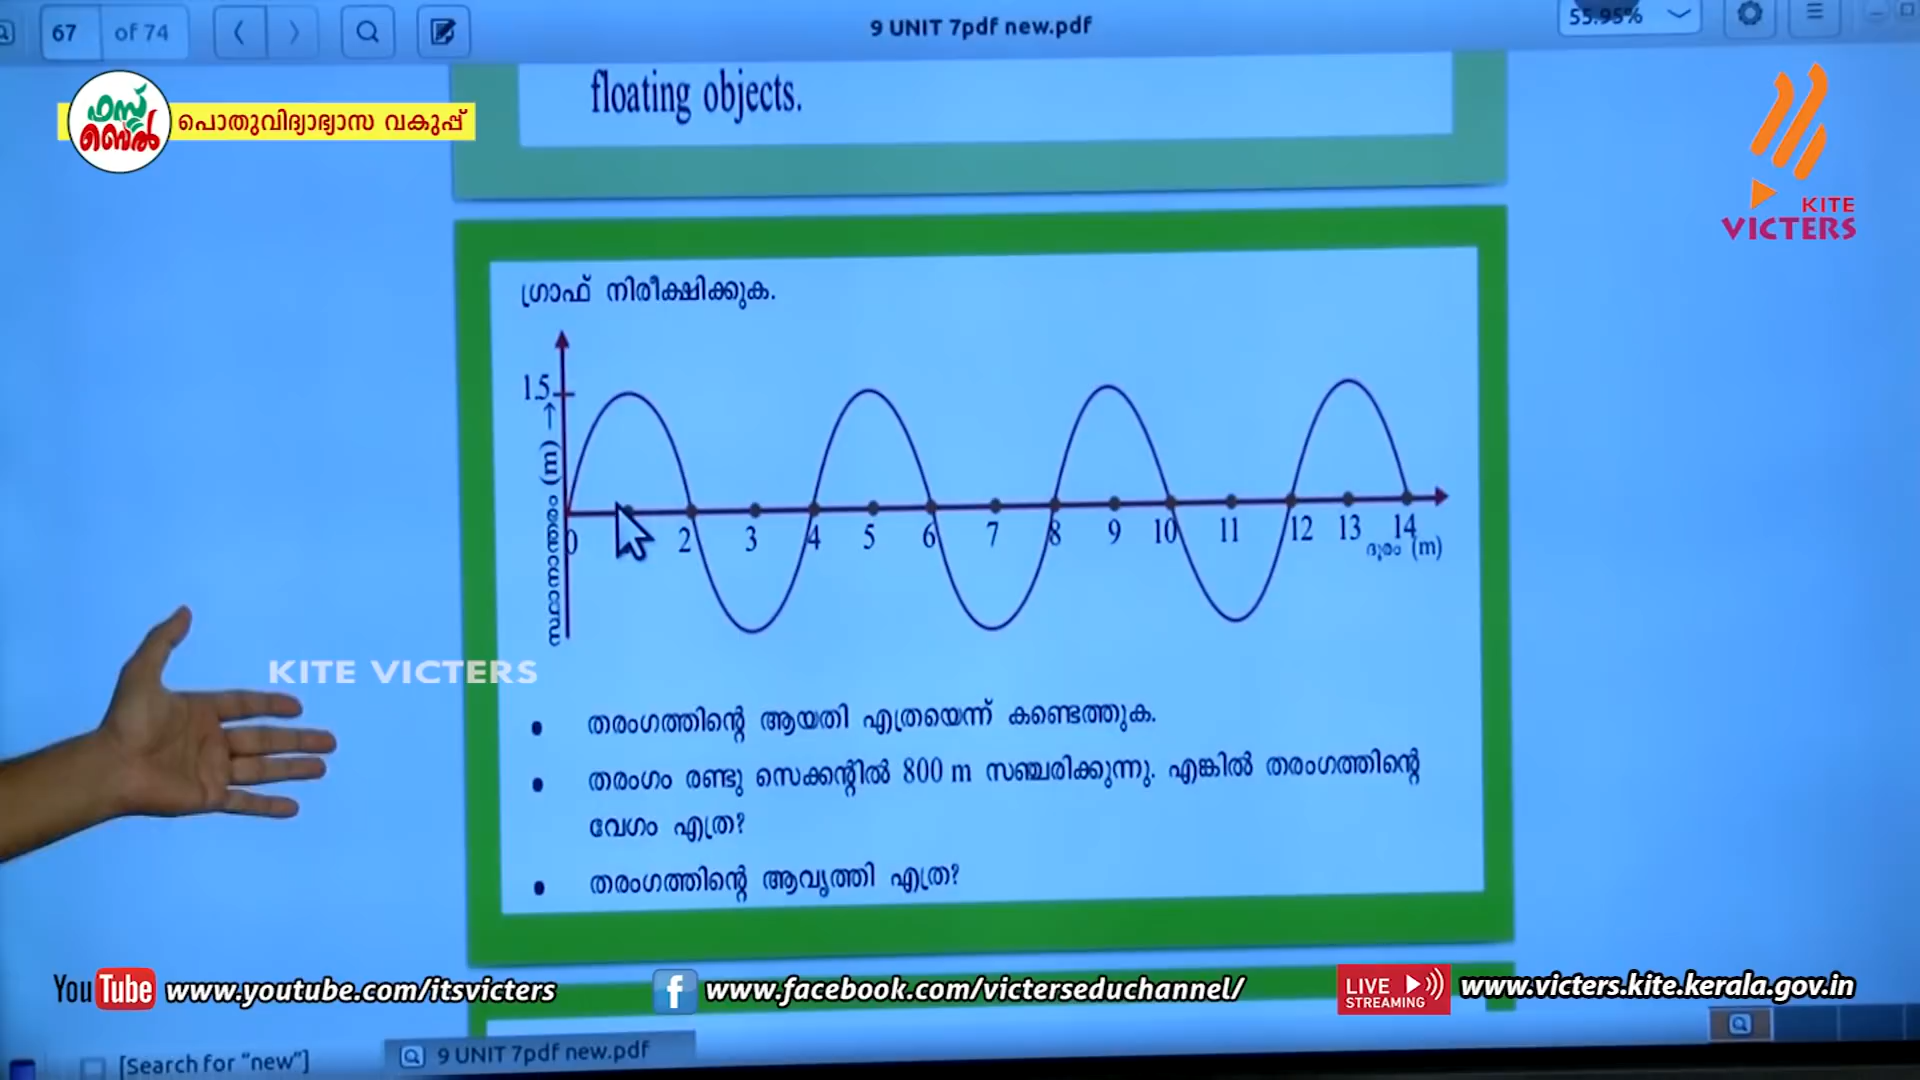 67 of 74
9 UNIT 7pdf new.pdf
55.95%
floating objects.
ഫസ്റ്റ് ബെൽ
പൊതുവിദ്യാഭ്യാസ വകുപ്പ്
KITE
VICTERS
ഗ്രാഫ് നിരീക്ഷിക്കുക.
1.5
സ്ഥാനാന്തരം (m) →
0 2 3 4 5 6 7 8 9 10 11 12 13 14
ദൂരം (m)
KITE VICTERS
• തരംഗത്തിന്റെ ആയതി എത്രയെന്ന് കണ്ടെത്തുക.
• തരംഗം രണ്ടു സെക്കന്റിൽ 800 m സഞ്ചരിക്കുന്നു. എങ്കിൽ തരംഗത്തിന്റെ
വേഗം എത്ര?
• തരംഗത്തിന്റെ ആവൃത്തി എത്ര?
YouTube www.youtube.com/itsvicters
f www.facebook.com/victerseduchannel/
LIVE STREAMING www.victers.kite.kerala.gov.in
[Search for "new"]
9 UNIT 7pdf new.pdf